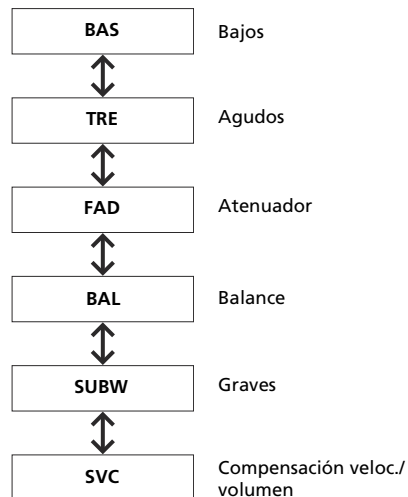 BAS Bajos
TRE Agudos
FAD Atenuador
BAL Balance
SUBW Graves
SVC Compensación veloc./
volumen